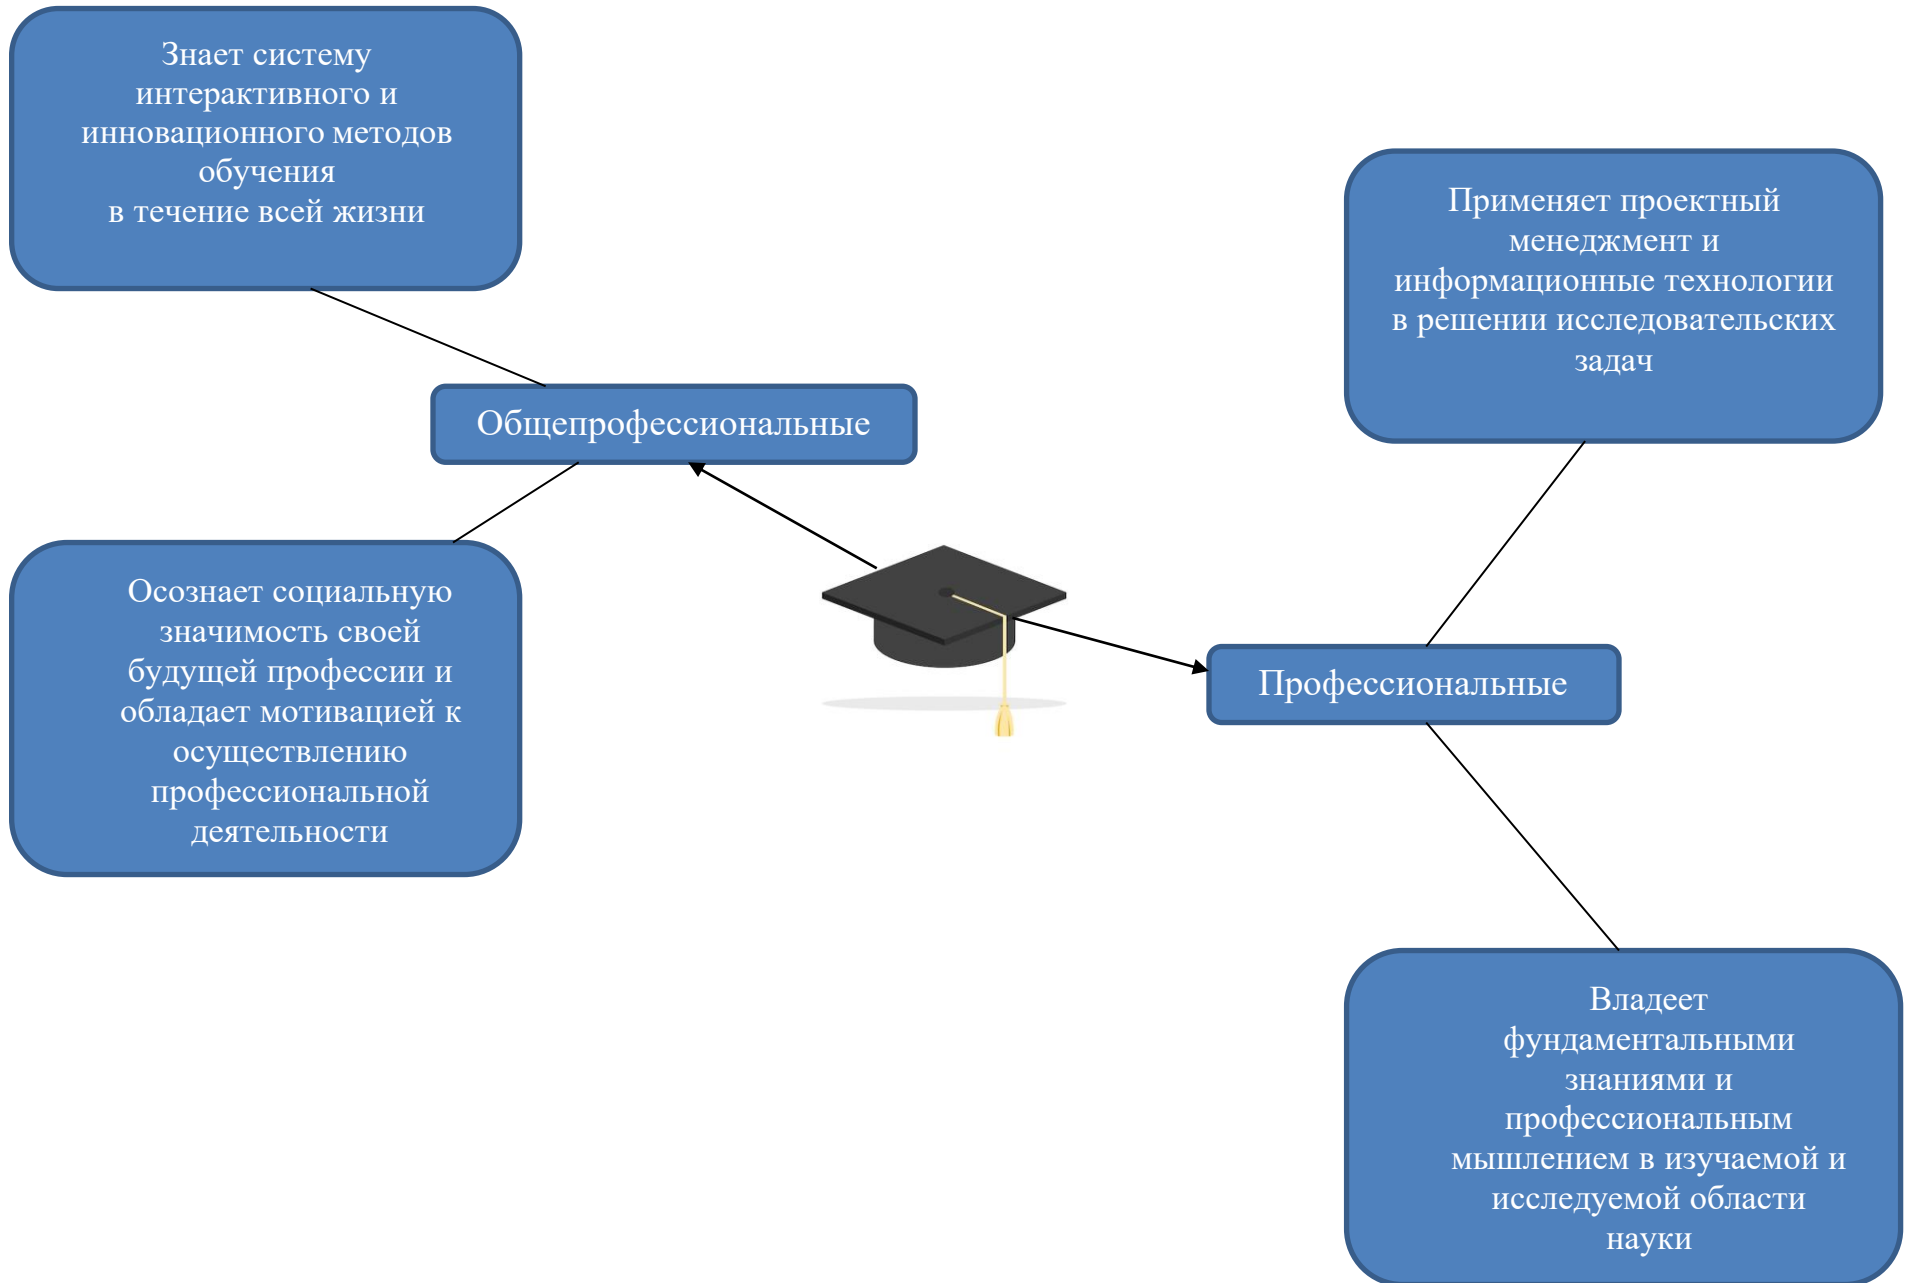 Знает систему
интерактивного и
инновационного методов
обучения
в течение всей жизни
Применяет проектный
менеджмент и
информационные технологии
в решении исследовательских
задач
Общепрофессиональные
Осознает социальную
значимость своей
будущей профессии и
обладает мотивацией к
осуществлению
профессиональной
деятельности
Профессиональные
Владеет
фундаментальными
знаниями и
профессиональным
мышлением в изучаемой и
исследуемой области
науки